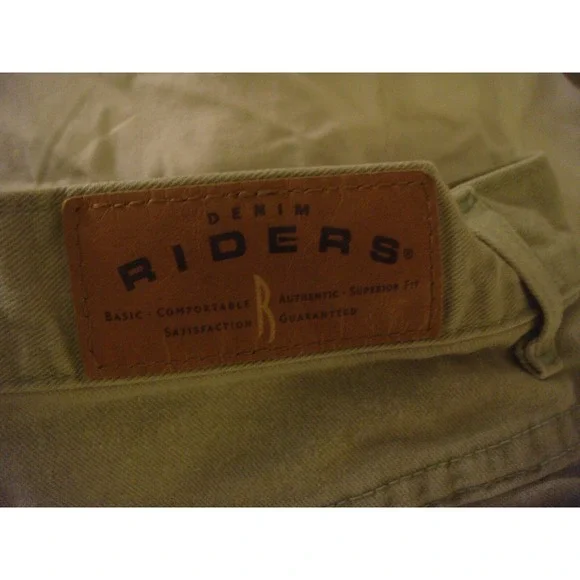 DENIM
RIDERS®
BASIC · COMFORTABLE R AUTHENTIC · SUPERIOR FIT
SATISFACTION GUARANTEED